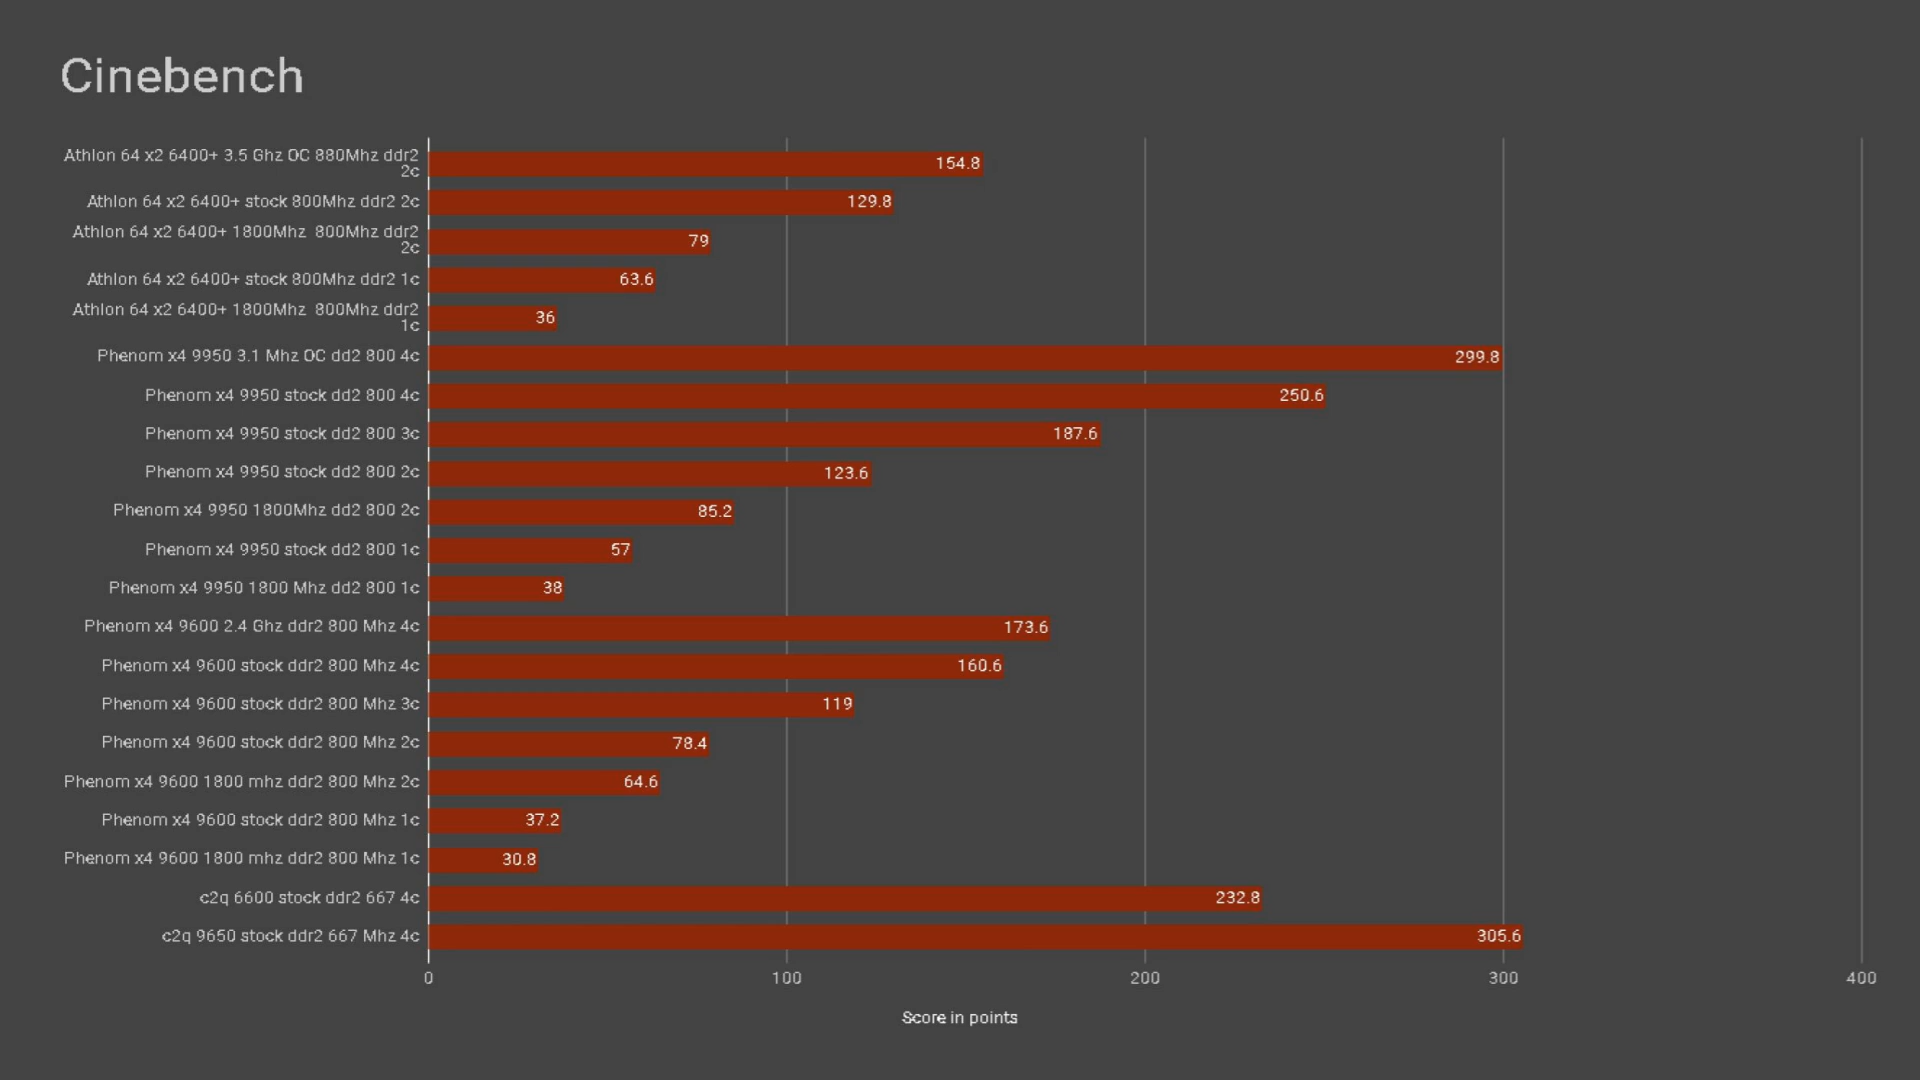 Cinebench
Athlon 64 x2 6400+ 3.5 Ghz OC 880Mhz ddr2
2c
154.8
Athlon 64 x2 6400+ stock 800Mhz ddr2 2c
129.8
Athlon 64 x2 6400+ 1800Mhz  800Mhz ddr2
2c
79
Athlon 64 x2 6400+ stock 800Mhz ddr2 1c
63.6
Athlon 64 x2 6400+ 1800Mhz  800Mhz ddr2
1c
36
Phenom x4 9950 3.1 Mhz OC dd2 800 4c
299.8
Phenom x4 9950 stock dd2 800 4c
250.6
Phenom x4 9950 stock dd2 800 3c
187.6
Phenom x4 9950 stock dd2 800 2c
123.6
Phenom x4 9950 1800Mhz dd2 800 2c
85.2
Phenom x4 9950 stock dd2 800 1c
57
Phenom x4 9950 1800 Mhz dd2 800 1c
38
Phenom x4 9600 2.4 Ghz ddr2 800 Mhz 4c
173.6
Phenom x4 9600 stock ddr2 800 Mhz 4c
160.6
Phenom x4 9600 stock ddr2 800 Mhz 3c
119
Phenom x4 9600 stock ddr2 800 Mhz 2c
78.4
Phenom x4 9600 1800 mhz ddr2 800 Mhz 2c
64.6
Phenom x4 9600 stock ddr2 800 Mhz 1c
37.2
Phenom x4 9600 1800 mhz ddr2 800 Mhz 1c
30.8
c2q 6600 stock ddr2 667 4c
232.8
c2q 9650 stock ddr2 667 Mhz 4c
305.6
0 100 200 300 400
Score in points